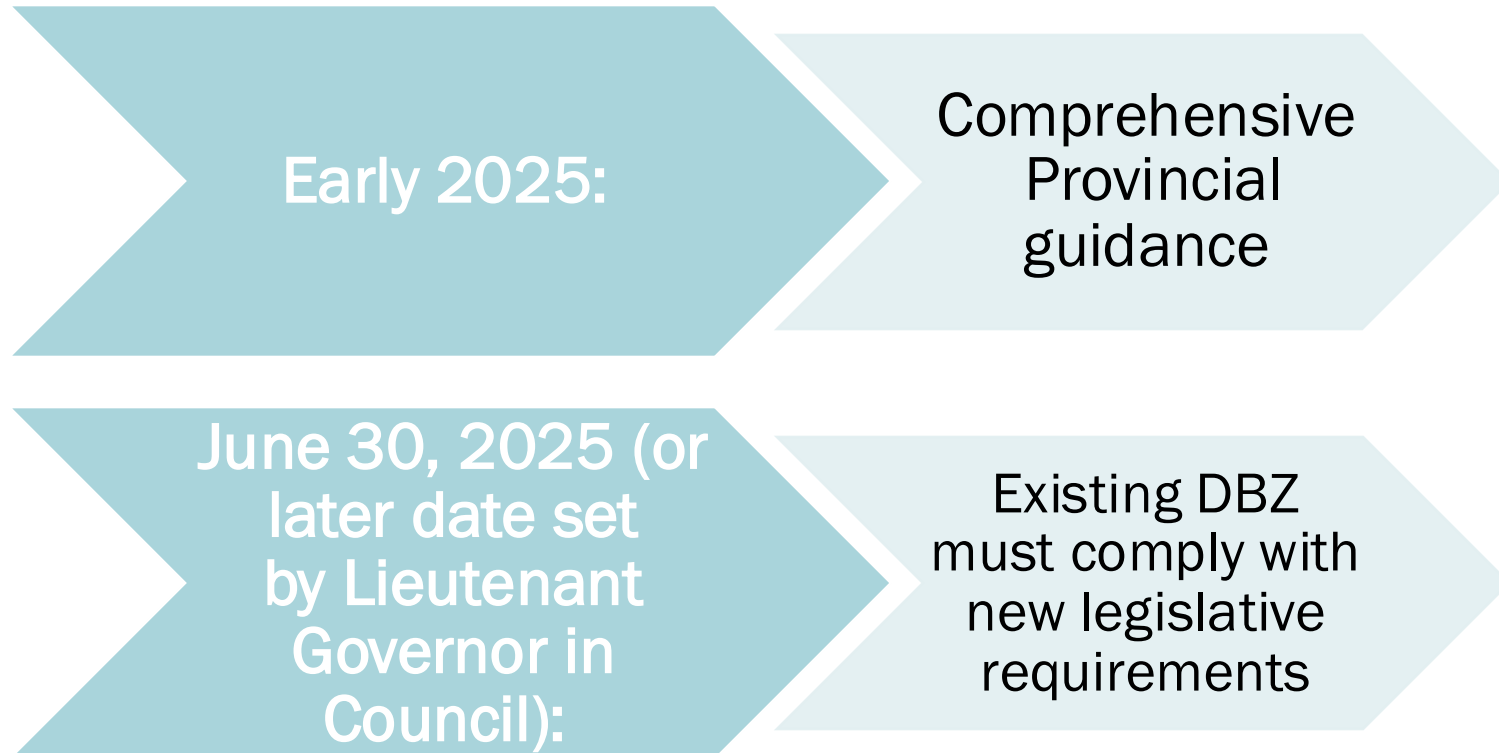 Early 2025:
Comprehensive
Provincial
guidance
June 30, 2025 (or
later date set
by Lieutenant
Governor in
Council):
Existing DBZ
must comply with
new legislative
requirements